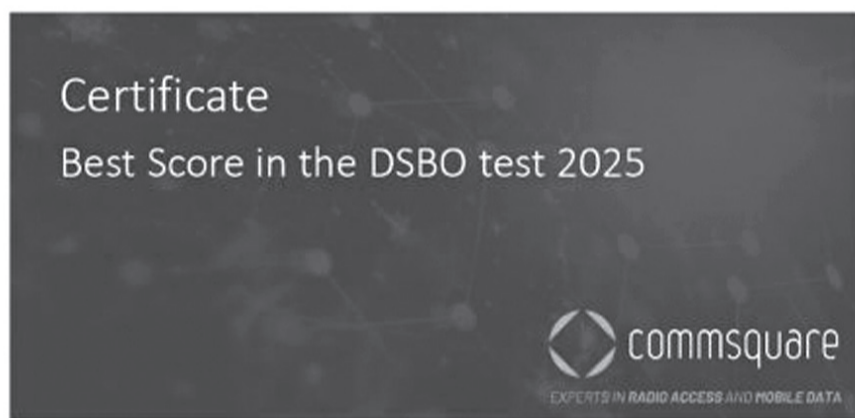 Certificate
Best Score in the DSBO test 2025
commsquare
EXPERTS IN RADIO ACCESS AND MOBILE DATA